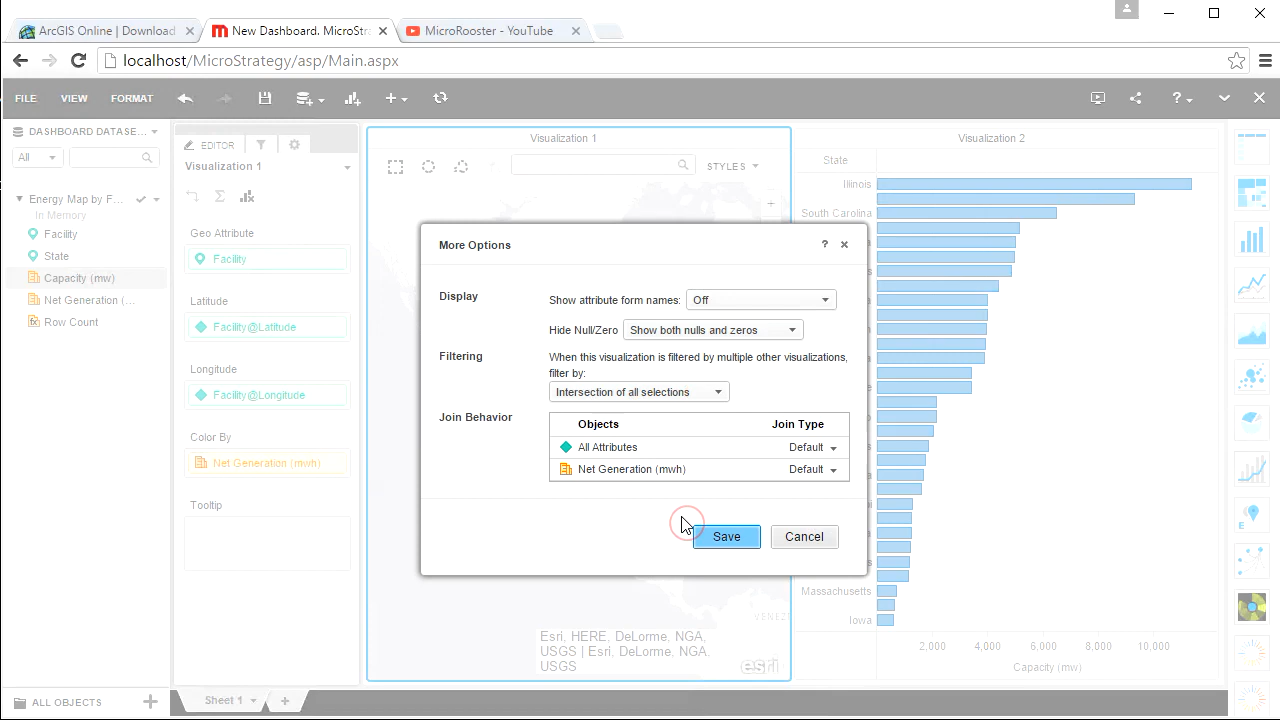 ArcGIS Online | Download
New Dashboard. MicroStr
MicroRooster - YouTube
localhost/MicroStrategy/asp/Main.aspx
FILE
VIEW
FORMAT
DASHBOARD DATASE...
All
Energy Map by F...
In Memory
Facility
State
Capacity (mw)
Net Generation (...
Row Count
ALL OBJECTS
EDITOR
Visualization 1
Geo Attribute
Facility
Latitude
Facility@Latitude
Longitude
Facility@Longitude
Color By
Net Generation (mwh)
Tooltip
Visualization 1
STYLES
More Options
Display
Show attribute form names: Off
Hide Null/Zero Show both nulls and zeros
Filtering
When this visualization is filtered by multiple other visualizations,
filter by:
Intersection of all selections
Join Behavior
Objects Join Type
All Attributes Default
Net Generation (mwh) Default
Save Cancel
Esri, HERE, DeLorme, NGA,
USGS | Esri, DeLorme, NGA.
USGS
esri
Visualization 2
State
Illinois
South Carolina
Massachusetts
Iowa
2,000 4,000 6,000 8,000 10,000
Capacity (mw)
E
Sheet 1